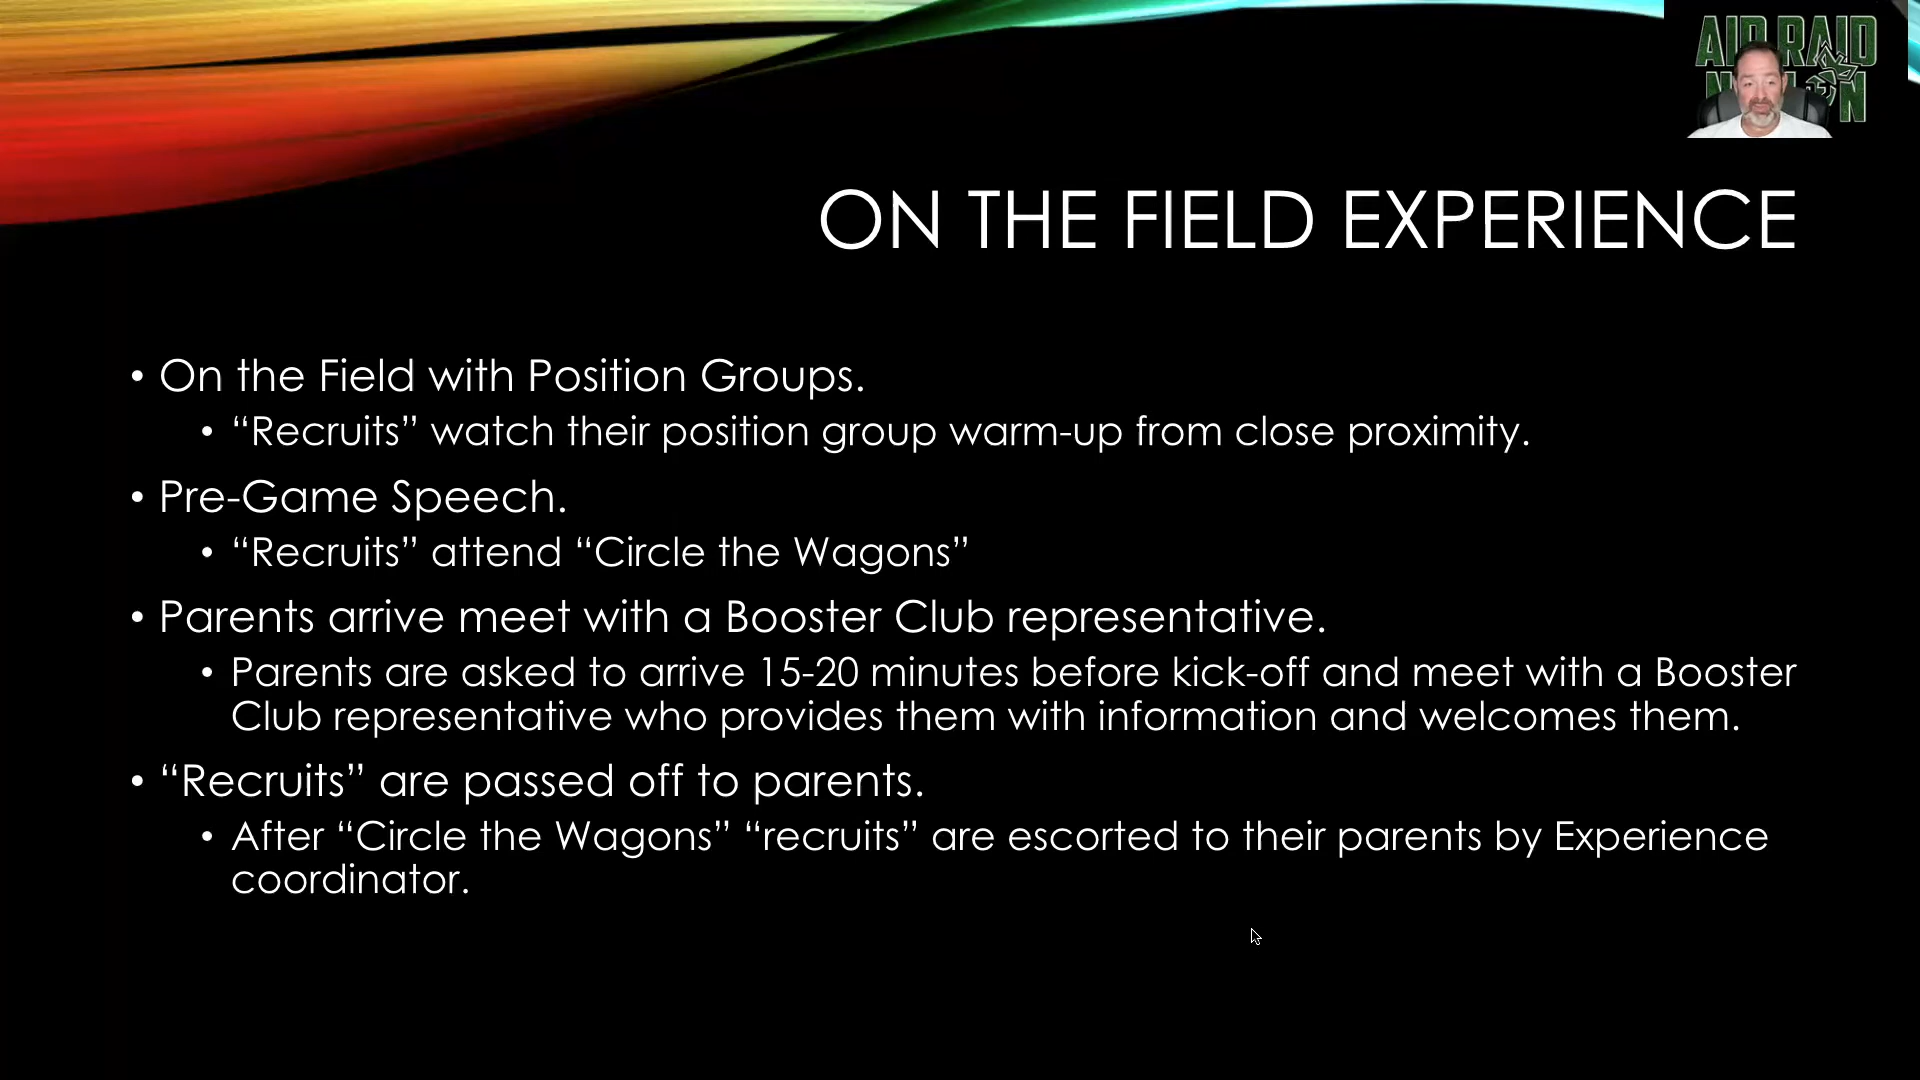 AIR RAID
ON THE FIELD EXPERIENCE
• On the Field with Position Groups.
• “Recruits” watch their position group warm-up from close proximity.
• Pre-Game Speech.
• “Recruits” attend “Circle the Wagons”
• Parents arrive meet with a Booster Club representative.
• Parents are asked to arrive 15-20 minutes before kick-off and meet with a Booster
Club representative who provides them with information and welcomes them.
• “Recruits” are passed off to parents.
• After “Circle the Wagons” “recruits” are escorted to their parents by Experience
coordinator.